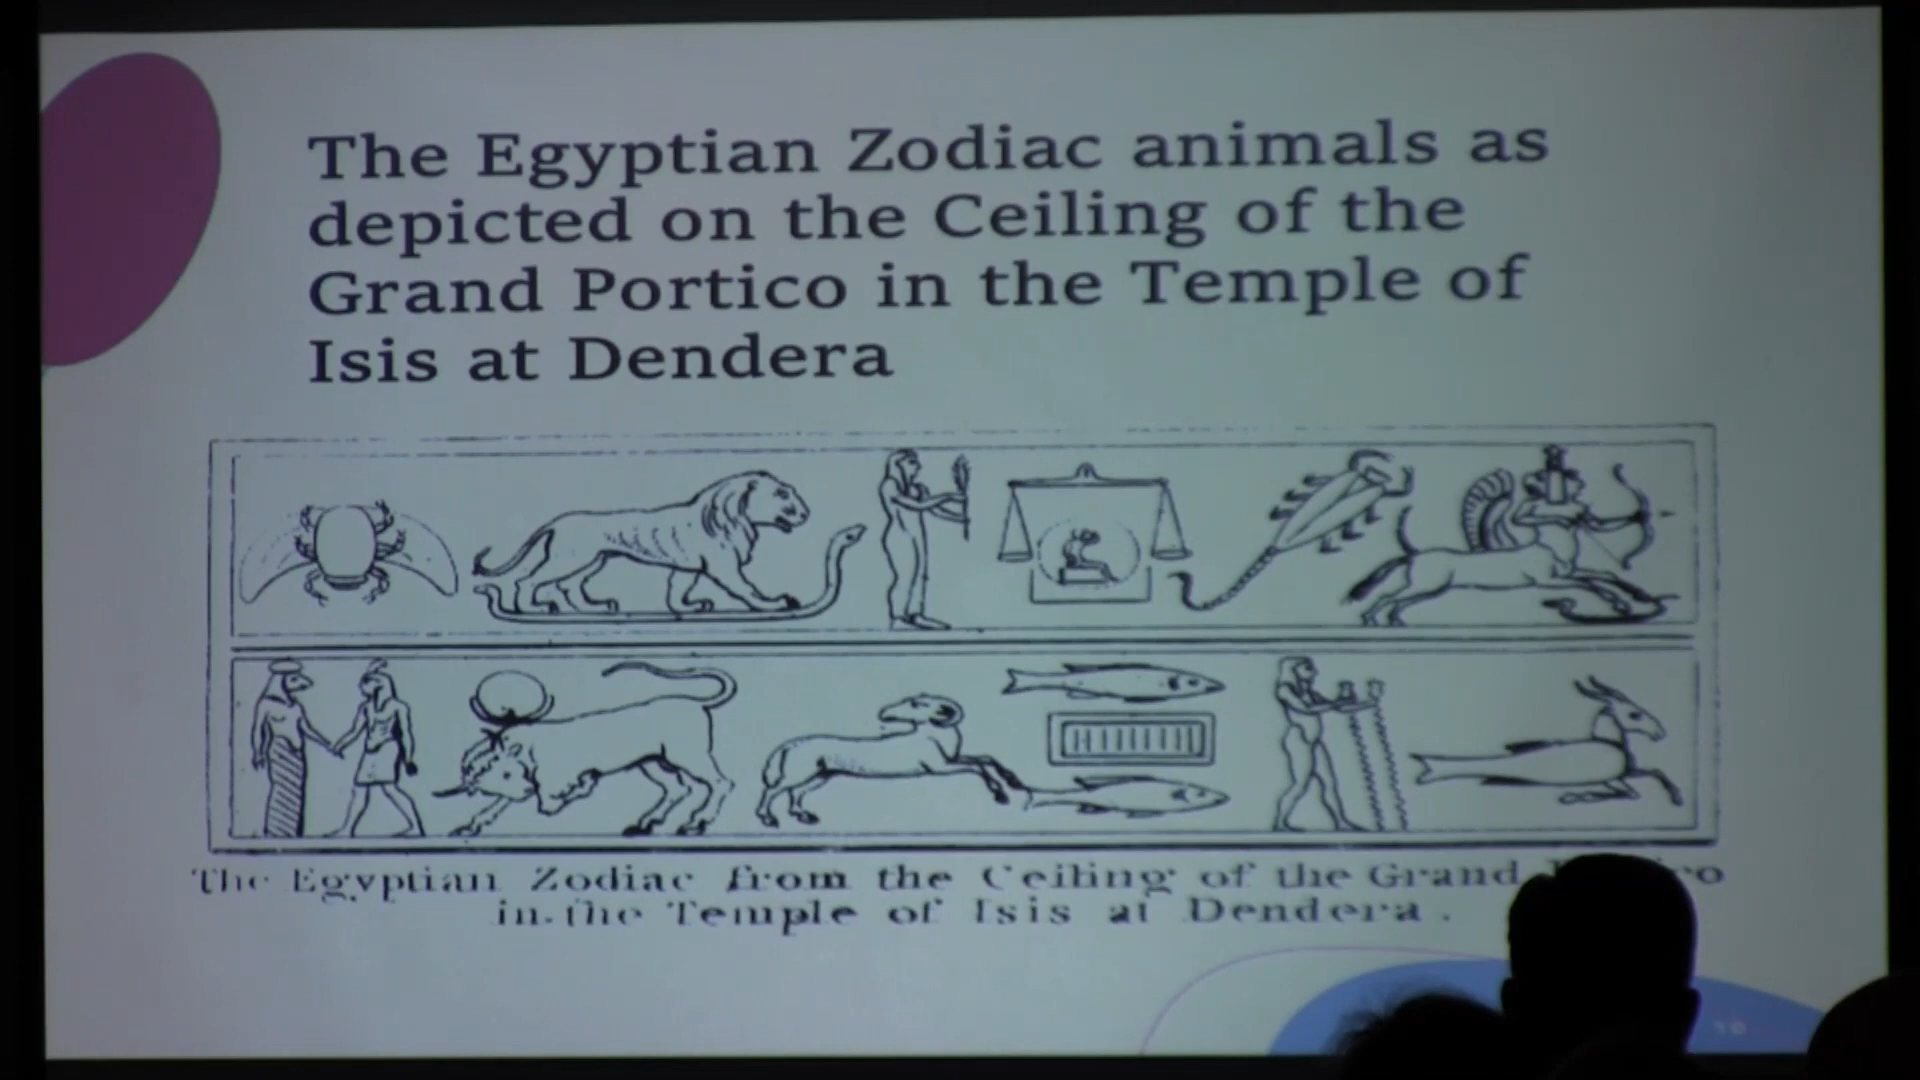 The Egyptian Zodiac animals as
depicted on the Ceiling of the
Grand Portico in the Temple of
Isis at Dendera
The Egyptian Zodiac from the Ceiling of the Grand
in the Temple of Isis at Dendera.
10